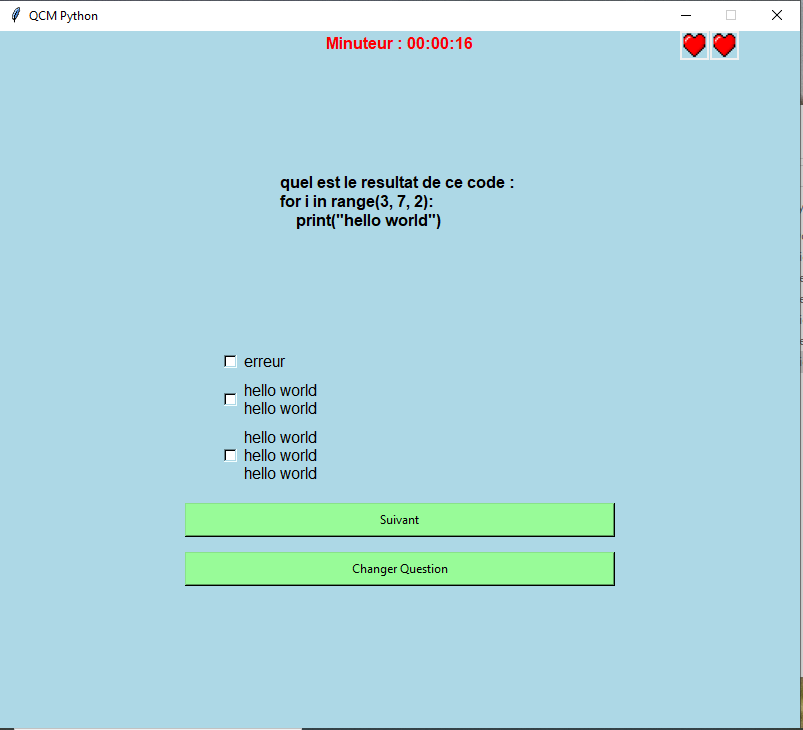 QCM Python
Minuteur : 00:00:16
quel est le resultat de ce code :
for i in range(3, 7, 2):
    print("hello world")
erreur
hello world
hello world
hello world
hello world
hello world
Suivant
Changer Question